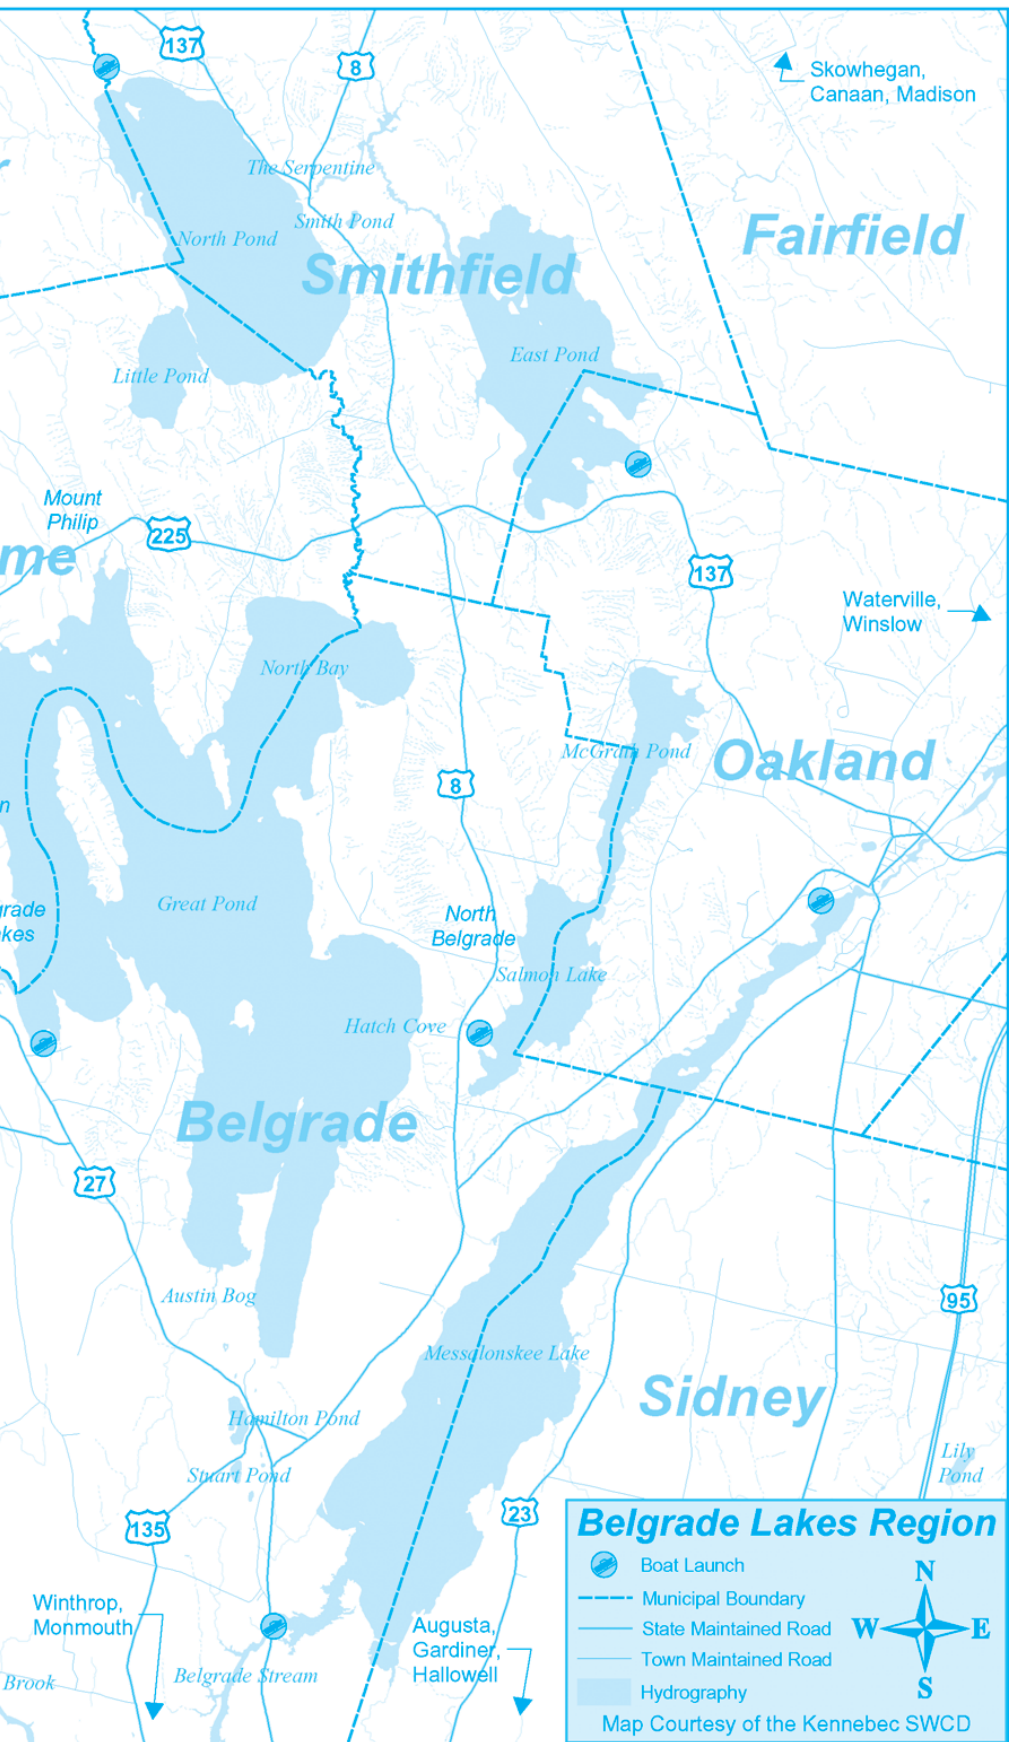 137
8
Skowhegan,
Canaan, Madison
The Serpentine
Smith Pond
North Pond
Fairfield
Smithfield
East Pond
Little Pond
Mount
Philip
225
me
137
Waterville,
Winslow
North Bay
McGrath Pond
Oakland
8
n
Great Pond
grade
akes
North
Belgrade
Salmon Lake
Hatch Cove
Belgrade
27
Austin Bog
95
Messalonskee Lake
Sidney
Hamilton Pond
Lily
Pond
Stuart Pond
135
23
Winthrop,
Monmouth
Augusta,
Gardiner,
Hallowell
Belgrade Stream
Brook
Belgrade Lakes Region
Boat Launch
Municipal Boundary
State Maintained Road
Town Maintained Road
Hydrography
N
W
E
S
Map Courtesy of the Kennebec SWCD